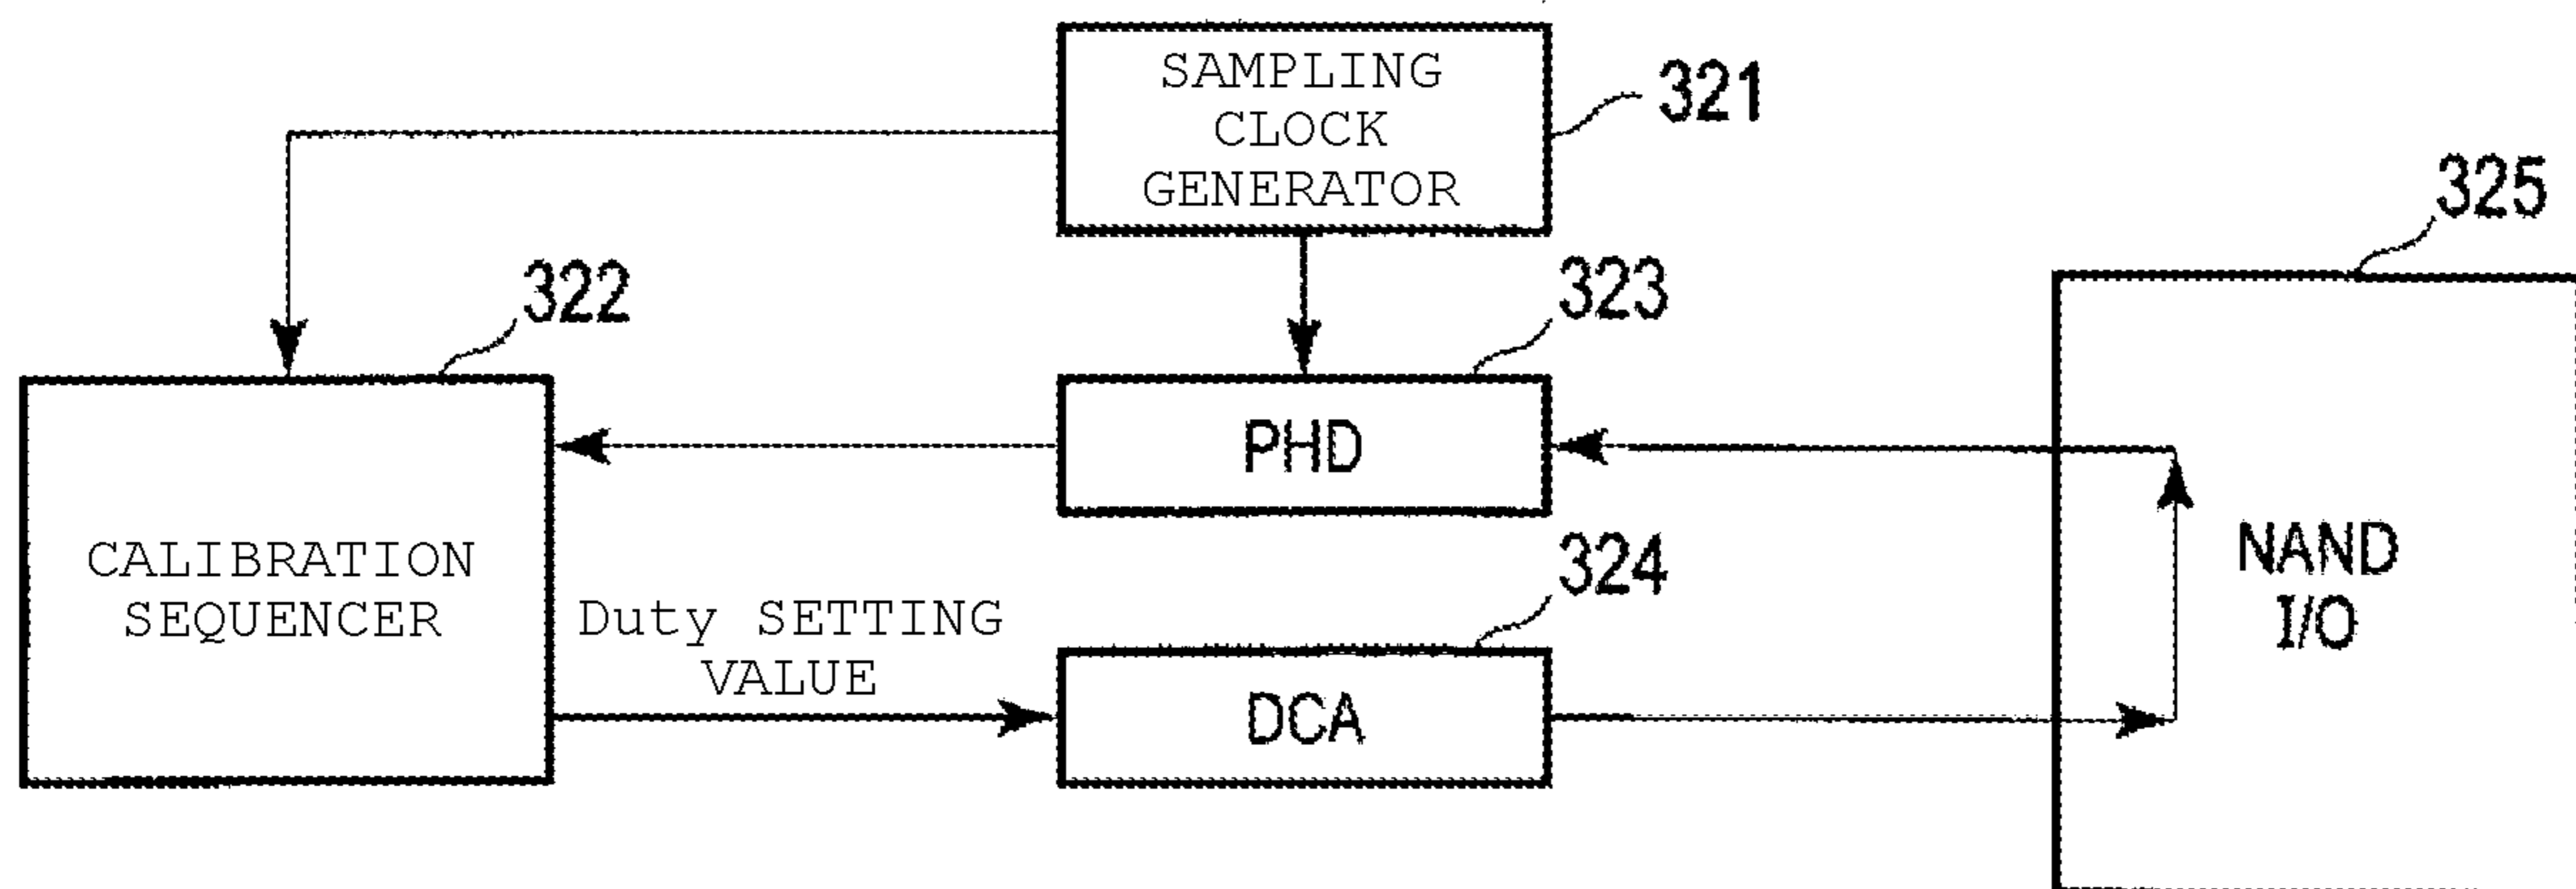 SAMPLING
CLOCK
GENERATOR
321
325
322
323
PHD
CALIBRATION
SEQUENCER
NAND
I/O
324
Duty SETTING
VALUE
DCA